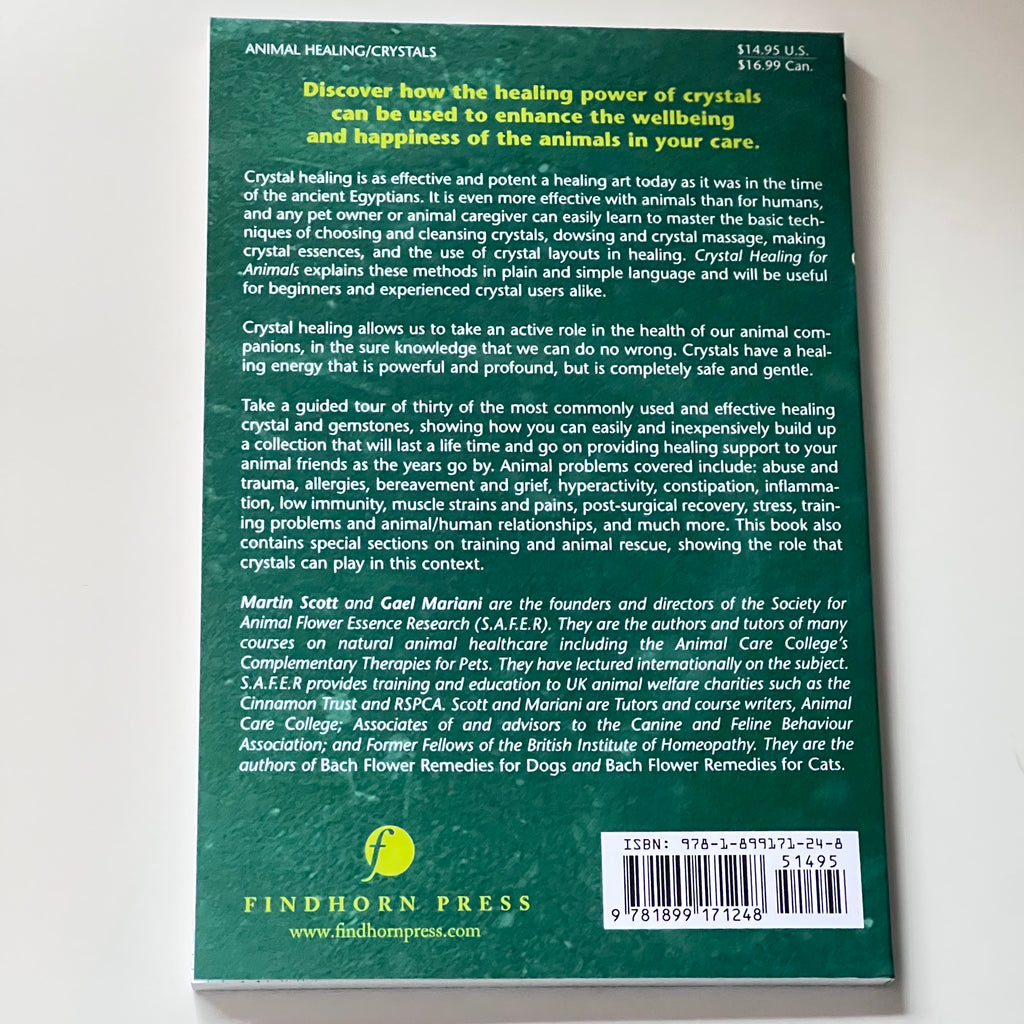 ANIMAL HEALING/CRYSTALS
$14.95 U.S.
$16.99 Can.
Discover how the healing power of crystals
can be used to enhance the wellbeing
and happiness of the animals in your care.
Crystal healing is as effective and potent a healing art today as it was in the time
of the ancient Egyptians. It is even more effective with animals than for humans,
and any pet owner or animal caregiver can easily learn to master the basic tech-
niques of choosing and cleansing crystals, dowsing and crystal massage, making
crystal essences, and the use of crystal layouts in healing. Crystal Healing for
Animals explains these methods in plain and simple language and will be useful
for beginners and experienced crystal users alike.
Crystal healing allows us to take an active role in the health of our animal com-
panions, in the sure knowledge that we can do no wrong. Crystals have a heal-
ing energy that is powerful and profound, but is completely safe and gentle.
Take a guided tour of thirty of the most commonly used and effective healing
crystal and gemstones, showing how you can easily and inexpensively build up
a collection that will last a life time and go on providing healing support to your
animal friends as the years go by. Animal problems covered include: abuse and
trauma, allergies, bereavement and grief, hyperactivity, constipation, inflamma-
tion, low immunity, muscle strains and pains, post-surgical recovery, stress, train-
ing problems and animal/human relationships, and much more. This book also
contains special sections on training and animal rescue, showing the role that
crystals can play in this context.
Martin Scott and Gael Mariani are the founders and directors of the Society for
Animal Flower Essence Research (S.A.F.E.R). They are the authors and tutors of many
courses on natural animal healthcare including the Animal Care College's
Complementary Therapies for Pets. They have lectured internationally on the subject.
S.A.F.E.R provides training and education to UK animal welfare charities such as the
Cinnamon Trust and RSPCA. Scott and Mariani are Tutors and course writers, Animal
Care College; Associates of and advisors to the Canine and Feline Behaviour
Association; and Former Fellows of the British Institute of Homeopathy. They are the
authors of Bach Flower Remedies for Dogs and Bach Flower Remedies for Cats.
f
FINDHORN PRESS
www.findhornpress.com
ISBN: 978-1-899171-24-8
51495
9 781899 171248